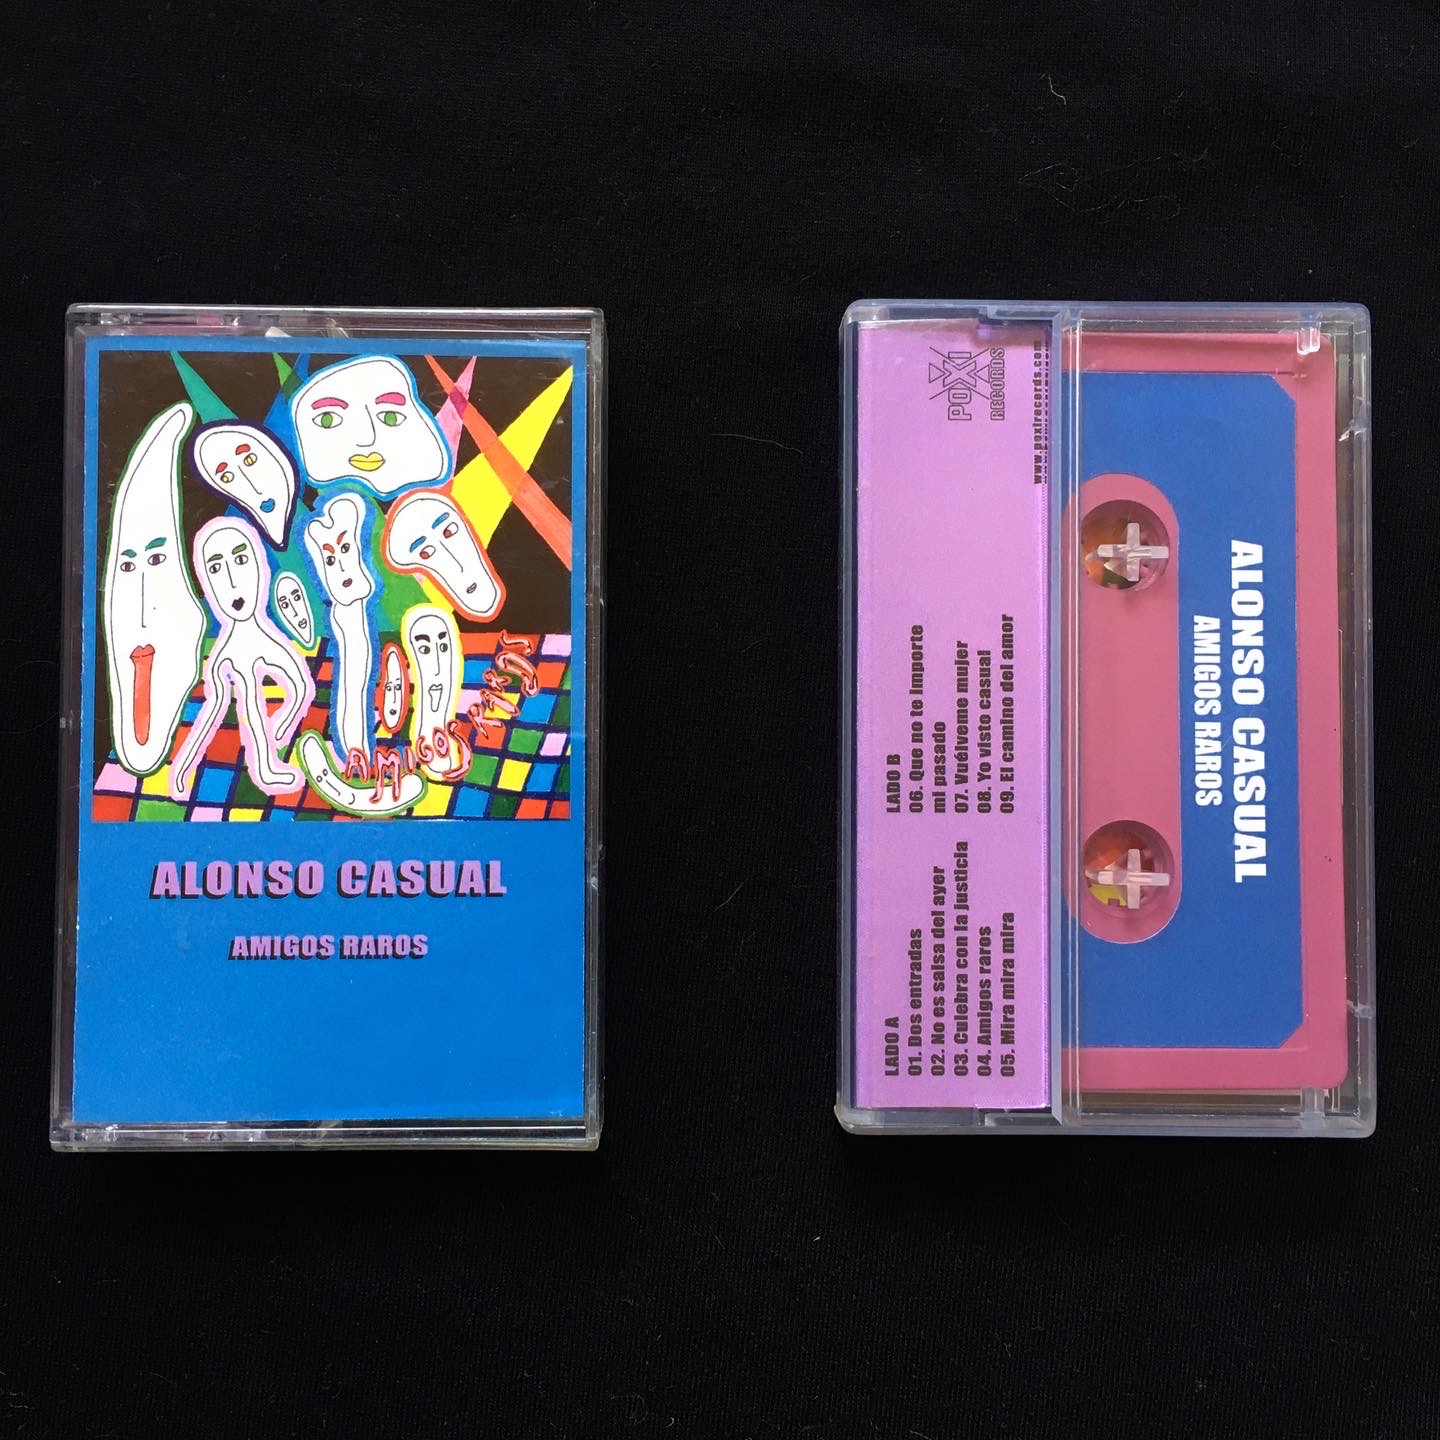 AMIGOS RAROS
ALONSO CASUAL
AMIGOS RAROS
POXI
RECORDS
www.poxirecords.com
LADO A
01. Dos entradas
02. No es salsa del ayer
03. Culebra con la justicia
04. Amigos raros
05. Mira mira mira
LADO B
06. Que no te importe
mi pasado
07. Vuélveme mujer
08. Yo visto casual
09. El camino del amor
ALONSO CASUAL
AMIGOS RAROS